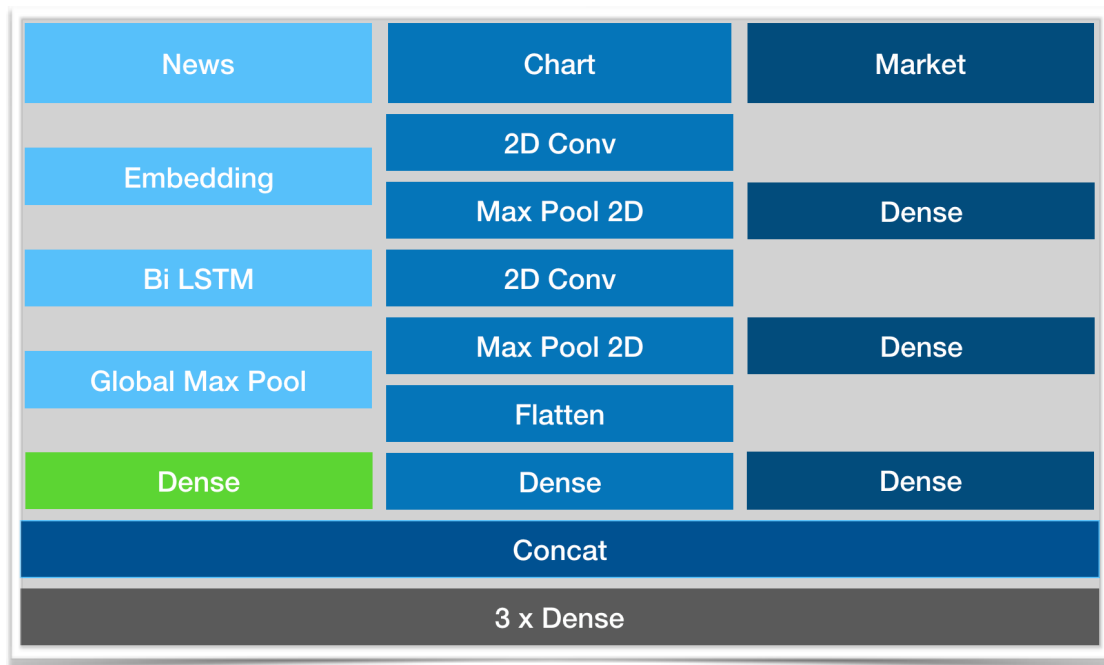 News
Chart
Market
2D Conv
Embedding
Max Pool 2D
Dense
Bi LSTM
2D Conv
Max Pool 2D
Dense
Global Max Pool
Flatten
Dense
Dense
Dense
Concat
3 x Dense